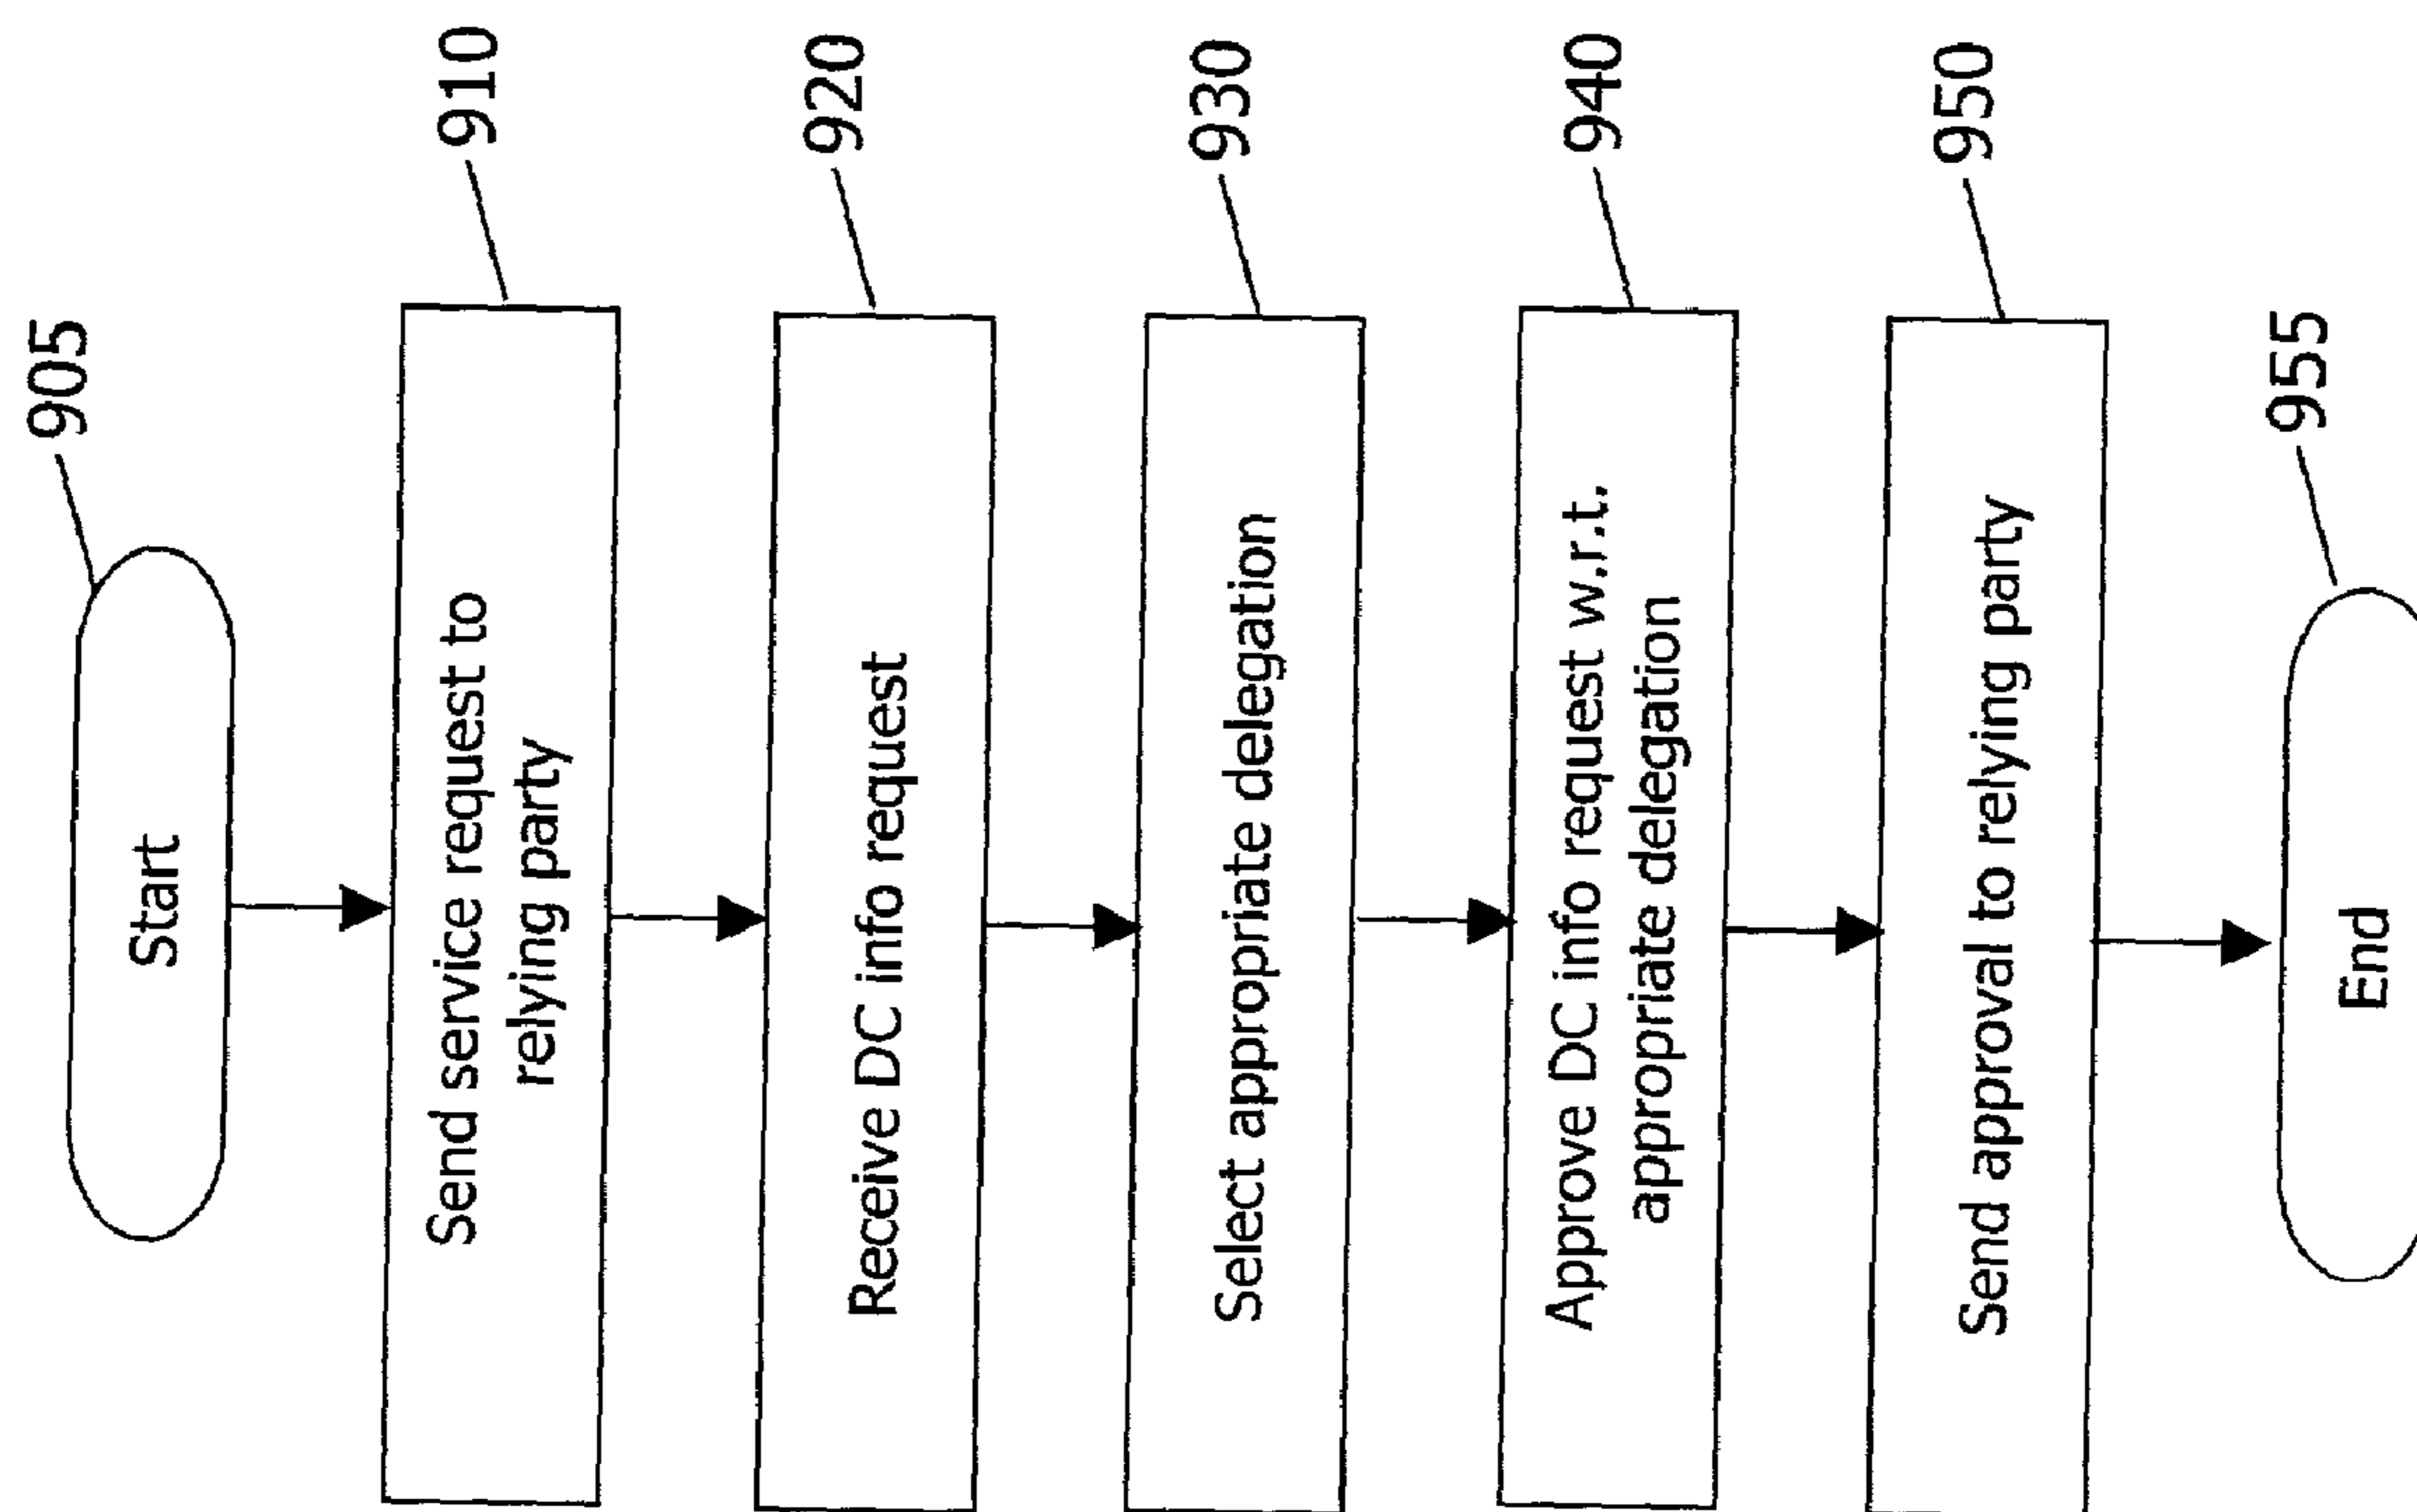 905
Start
910
Send service request to
relying party
920
Receive DC info request
930
Select appropriate delegation
940
Approve DC info request w.r.t.
appropriate delegation
950
Send approval to relying party
955
End